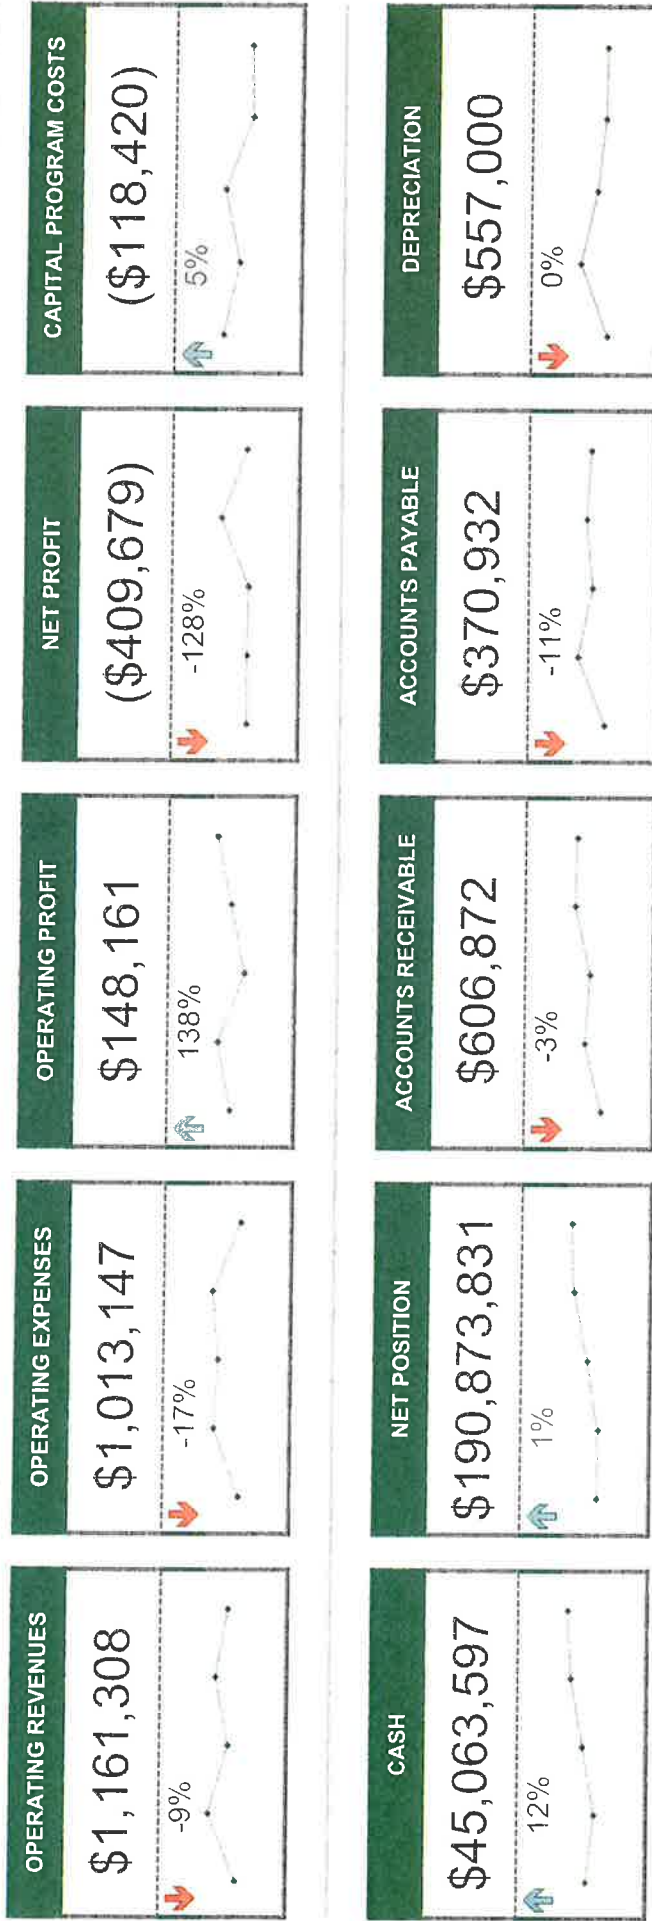 OPERATING REVENUES
$1,161,308
-9%
OPERATING EXPENSES
$1,013,147
-17%
OPERATING PROFIT
$148,161
138%
NET PROFIT
($409,679)
-128%
CAPITAL PROGRAM COSTS
($118,420)
5%
CASH
$45,063,597
12%
NET POSITION
$190,873,831
1%
ACCOUNTS RECEIVABLE
$606,872
-3%
ACCOUNTS PAYABLE
$370,932
-11%
DEPRECIATION
$557,000
0%